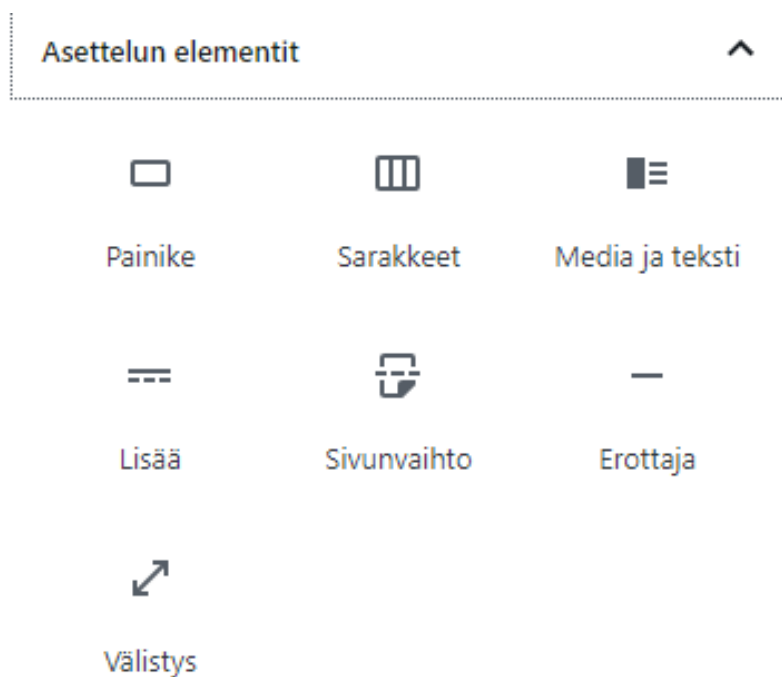 Asettelun elementit
Painike
Sarakkeet
Media ja teksti
Lisää
Sivunvaihto
Erottaja
Välistys